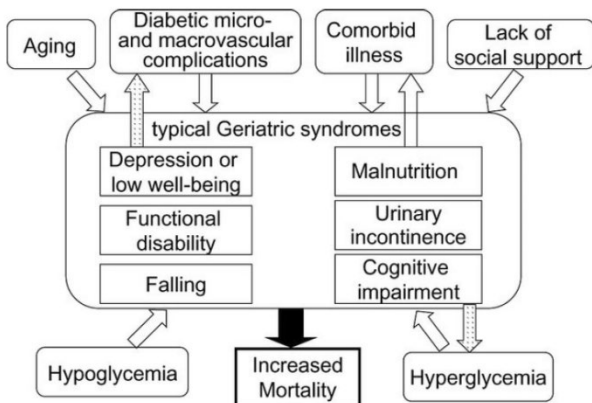 Aging
Diabetic micro-
and macrovascular
complications
Comorbid
illness
Lack of
social support
typical Geriatric syndromes
Depression or
low well-being
Functional
disability
Falling
Malnutrition
Urinary
incontinence
Cognitive
impairment
Hypoglycemia
Increased
Mortality
Hyperglycemia